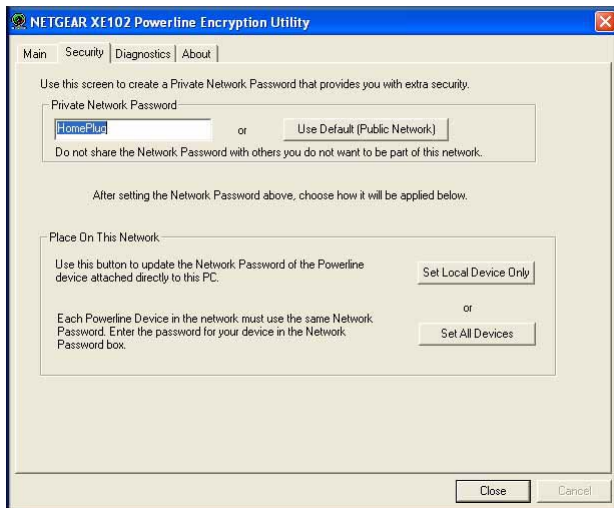 NETGEAR XE102 Powerline Encryption Utility
Main Security Diagnostics About
Use this screen to create a Private Network Password that provides you with extra security.
Private Network Password
HomePlug or Use Default (Public Network)
Do not share the Network Password with others you do not want to be part of this network.
After setting the Network Password above, choose how it will be applied below.
Place On This Network
Use this button to update the Network Password of the Powerline
device attached directly to this PC.
Set Local Device Only
or
Each Powerline Device in the network must use the same Network
Password. Enter the password for your device in the Network
Password box.
Set All Devices
Close Cancel